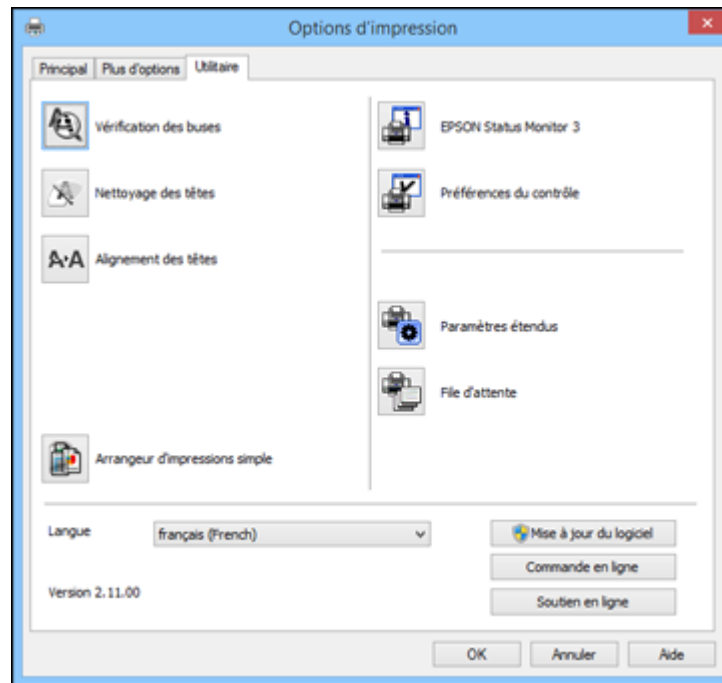 Options d'impression
Principal
Plus d'options
Utilitaire
Vérification des buses
Nettoyage des têtes
A·A Alignement des têtes
Arrangeur d'impressions simple
EPSON Status Monitor 3
Préférences du contrôle
Paramètres étendus
File d'attente
Langue
français (French)
Version 2.11.00
Mise à jour du logiciel
Commande en ligne
Soutien en ligne
OK
Annuler
Aide